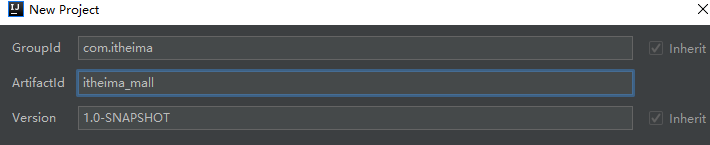 New Project
GroupId com.itheima Inherit
ArtifactId itheima_mall
Version 1.0-SNAPSHOT Inherit